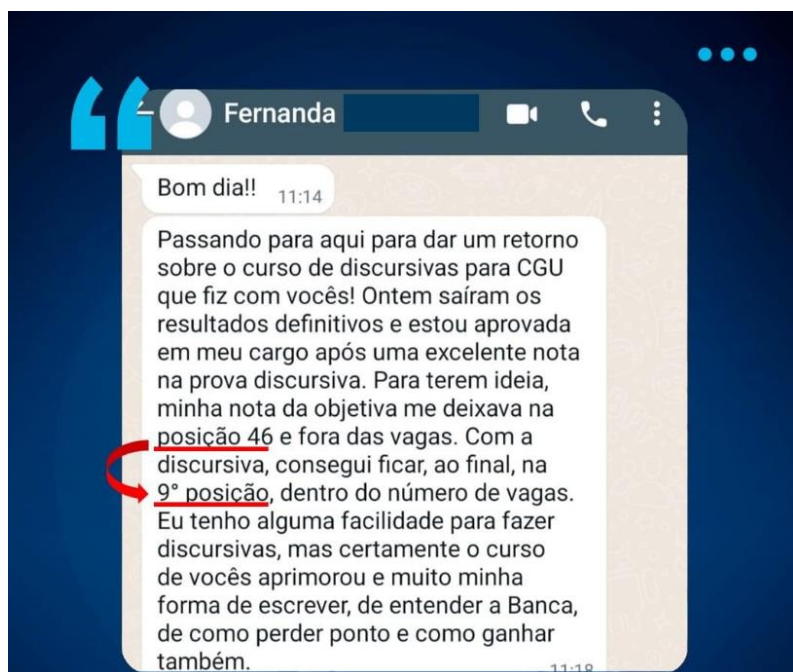 Fernanda
Bom dia!! 11:14
Passando para aqui para dar um retorno
sobre o curso de discursivas para CGU
que fiz com vocês! Ontem saíram os
resultados definitivos e estou aprovada
em meu cargo após uma excelente nota
na prova discursiva. Para terem ideia,
minha nota da objetiva me deixava na
posição 46 e fora das vagas. Com a
discursiva, consegui ficar, ao final, na
9° posição, dentro do número de vagas.
Eu tenho alguma facilidade para fazer
discursivas, mas certamente o curso
de vocês aprimorou e muito minha
forma de escrever, de entender a Banca,
de como perder ponto e como ganhar
também. 11:18